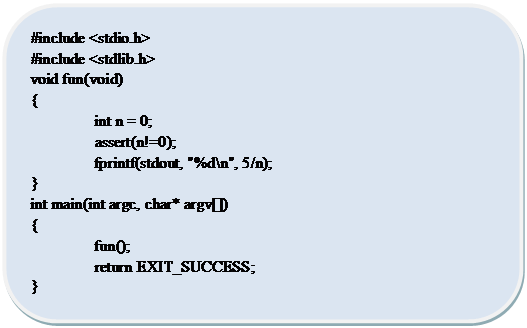 #include <stdio.h>
#include <stdlib.h>
void fun(void)
{
int n = 0;
assert(n!=0);
fprintf(stdout, "%d\n", 5/n);
}
int main(int argc, char* argv[])
{
fun();
return EXIT_SUCCESS;
}